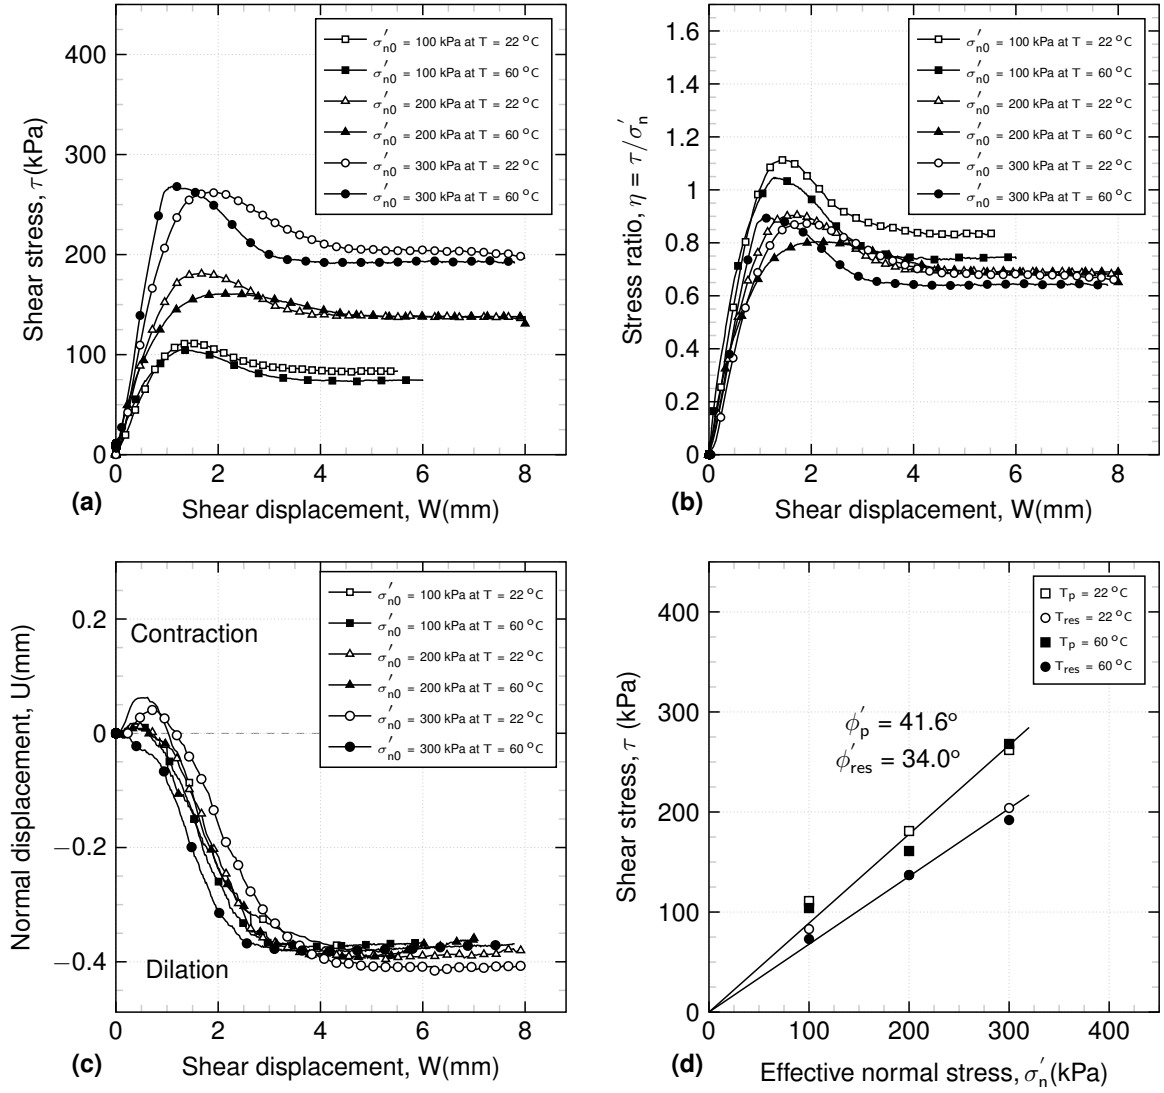 450
300
150
0
0 2 4 6 8
Shear stress, τ(kPa)
Shear displacement, W(mm)
(a)
σ′n0 = 100 kPa at T = 22 °C
σ′n0 = 100 kPa at T = 60 °C
σ′n0 = 200 kPa at T = 22 °C
σ′n0 = 200 kPa at T = 60 °C
σ′n0 = 300 kPa at T = 22 °C
σ′n0 = 300 kPa at T = 60 °C
400
300
200
100
0
1.6
1.4
1.2
1
0.8
0.6
0.4
0.2
0
0 2 4 6 8
Stress ratio, η = τ/σ′n
Shear displacement, W(mm)
(b)
σ′n0 = 100 kPa at T = 22 °C
σ′n0 = 100 kPa at T = 60 °C
σ′n0 = 200 kPa at T = 22 °C
σ′n0 = 200 kPa at T = 60 °C
σ′n0 = 300 kPa at T = 22 °C
σ′n0 = 300 kPa at T = 60 °C
0.2
0
−0.2
−0.4
0 2 4 6 8
Normal displacement, U(mm)
Shear displacement, W(mm)
(c)
Contraction
Dilation
σ′n0 = 100 kPa at T = 22 °C
σ′n0 = 100 kPa at T = 60 °C
σ′n0 = 200 kPa at T = 22 °C
σ′n0 = 200 kPa at T = 60 °C
σ′n0 = 300 kPa at T = 22 °C
σ′n0 = 300 kPa at T = 60 °C
400
300
200
100
0
0 100 200 300 400
Shear stress, τ (kPa)
Effective normal stress, σ′n(kPa)
(d)
Tp = 22 °C
Tres = 22 °C
Tp = 60 °C
Tres = 60 °C
ϕ′p = 41.6°
ϕ′res = 34.0°